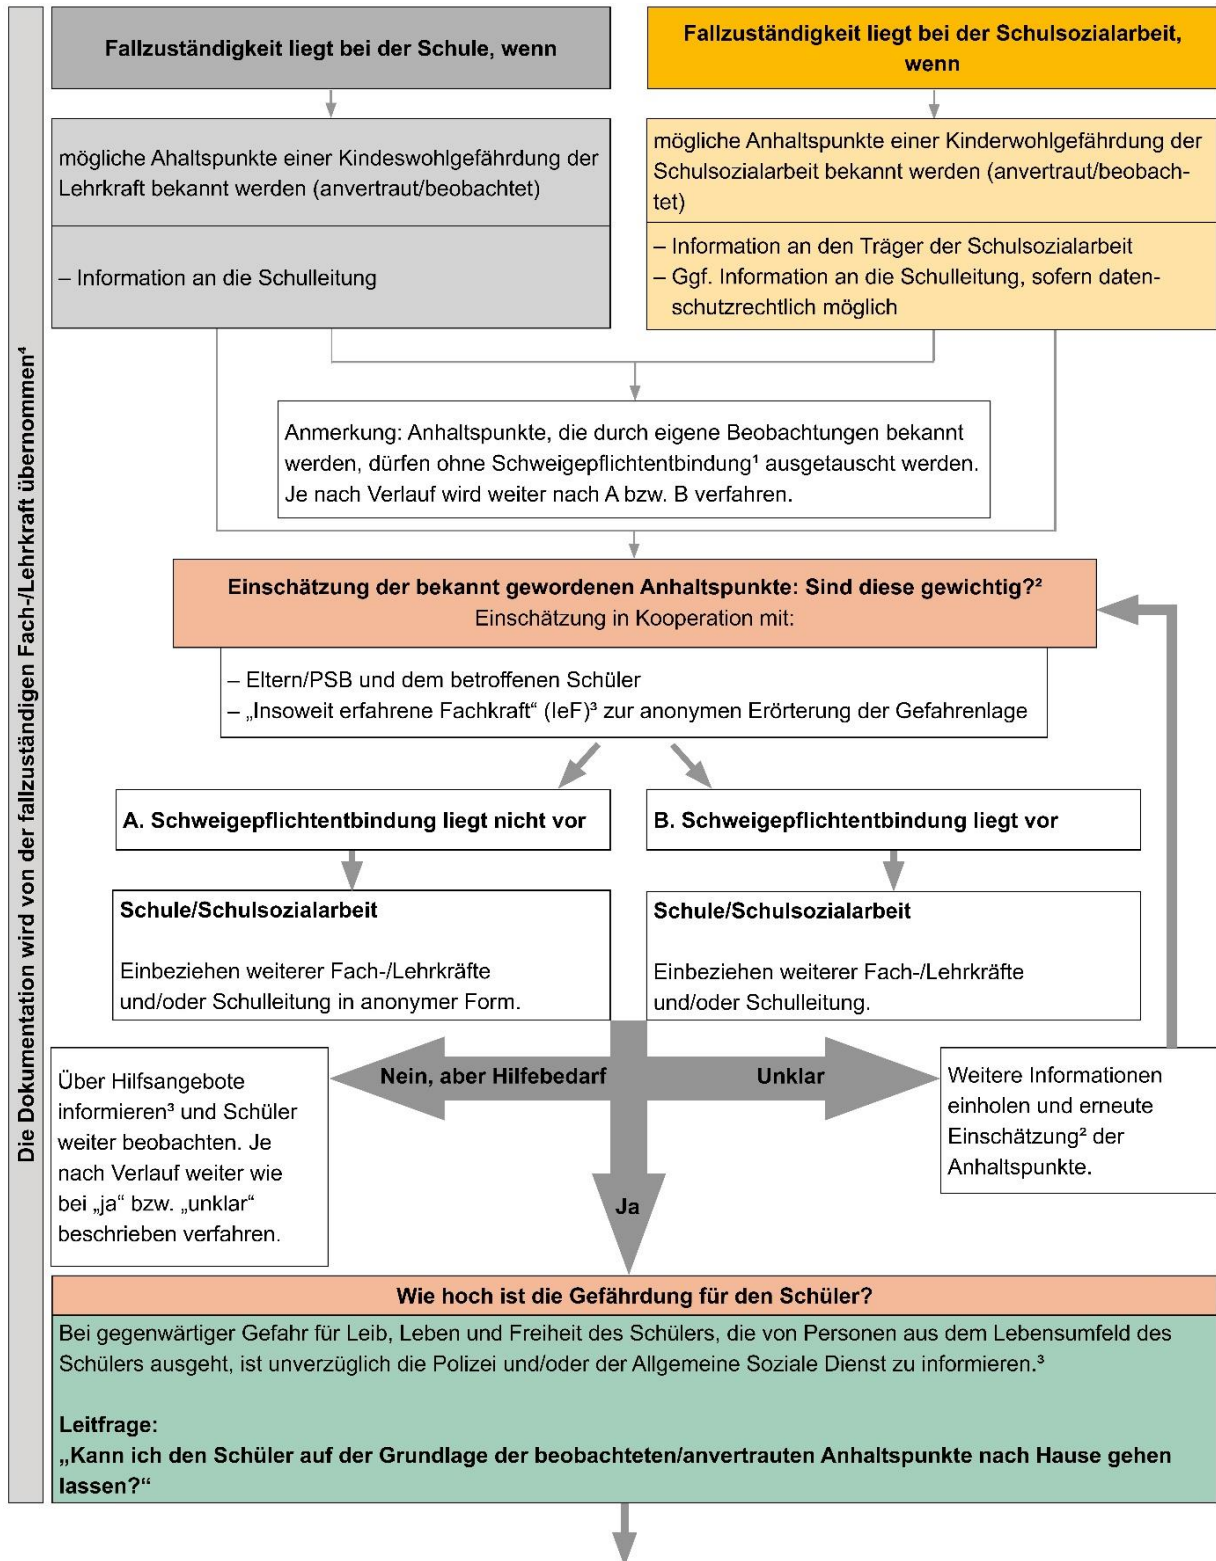 Die Dokumentation wird von der fallzuständigen Fach-/Lehrkraft übernommen⁴
Fallzuständigkeit liegt bei der Schule, wenn
Fallzuständigkeit liegt bei der Schulsozialarbeit,
wenn
mögliche Ahaltspunkte einer Kindeswohlgefährdung der
Lehrkraft bekannt werden (anvertraut/beobachtet)
– Information an die Schulleitung
mögliche Anhaltspunkte einer Kinderwohlgefährdung der
Schulsozialarbeit bekannt werden (anvertraut/beobach-
tet)
– Information an den Träger der Schulsozialarbeit
– Ggf. Information an die Schulleitung, sofern daten-
schutzrechtlich möglich
Anmerkung: Anhaltspunkte, die durch eigene Beobachtungen bekannt
werden, dürfen ohne Schweigepflichtentbindung¹ ausgetauscht werden.
Je nach Verlauf wird weiter nach A bzw. B verfahren.
Einschätzung der bekannt gewordenen Anhaltspunkte: Sind diese gewichtig?²
Einschätzung in Kooperation mit:
– Eltern/PSB und dem betroffenen Schüler
– „Insoweit erfahrene Fachkraft“ (IeF)³ zur anonymen Erörterung der Gefahrenlage
A. Schweigepflichtentbindung liegt nicht vor
B. Schweigepflichtentbindung liegt vor
Schule/Schulsozialarbeit
Einbeziehen weiterer Fach-/Lehrkräfte
und/oder Schulleitung in anonymer Form.
Schule/Schulsozialarbeit
Einbeziehen weiterer Fach-/Lehrkräfte
und/oder Schulleitung.
Nein, aber Hilfebedarf
Unklar
Ja
Über Hilfsangebote
informieren³ und Schüler
weiter beobachten. Je
nach Verlauf weiter wie
bei „ja“ bzw. „unklar“
beschrieben verfahren.
Weitere Informationen
einholen und erneute
Einschätzung² der
Anhaltspunkte.
Wie hoch ist die Gefährdung für den Schüler?
Bei gegenwärtiger Gefahr für Leib, Leben und Freiheit des Schülers, die von Personen aus dem Lebensumfeld des
Schülers ausgeht, ist unverzüglich die Polizei und/oder der Allgemeine Soziale Dienst zu informieren.³
Leitfrage:
„Kann ich den Schüler auf der Grundlage der beobachteten/anvertrauten Anhaltspunkte nach Hause gehen
lassen?“